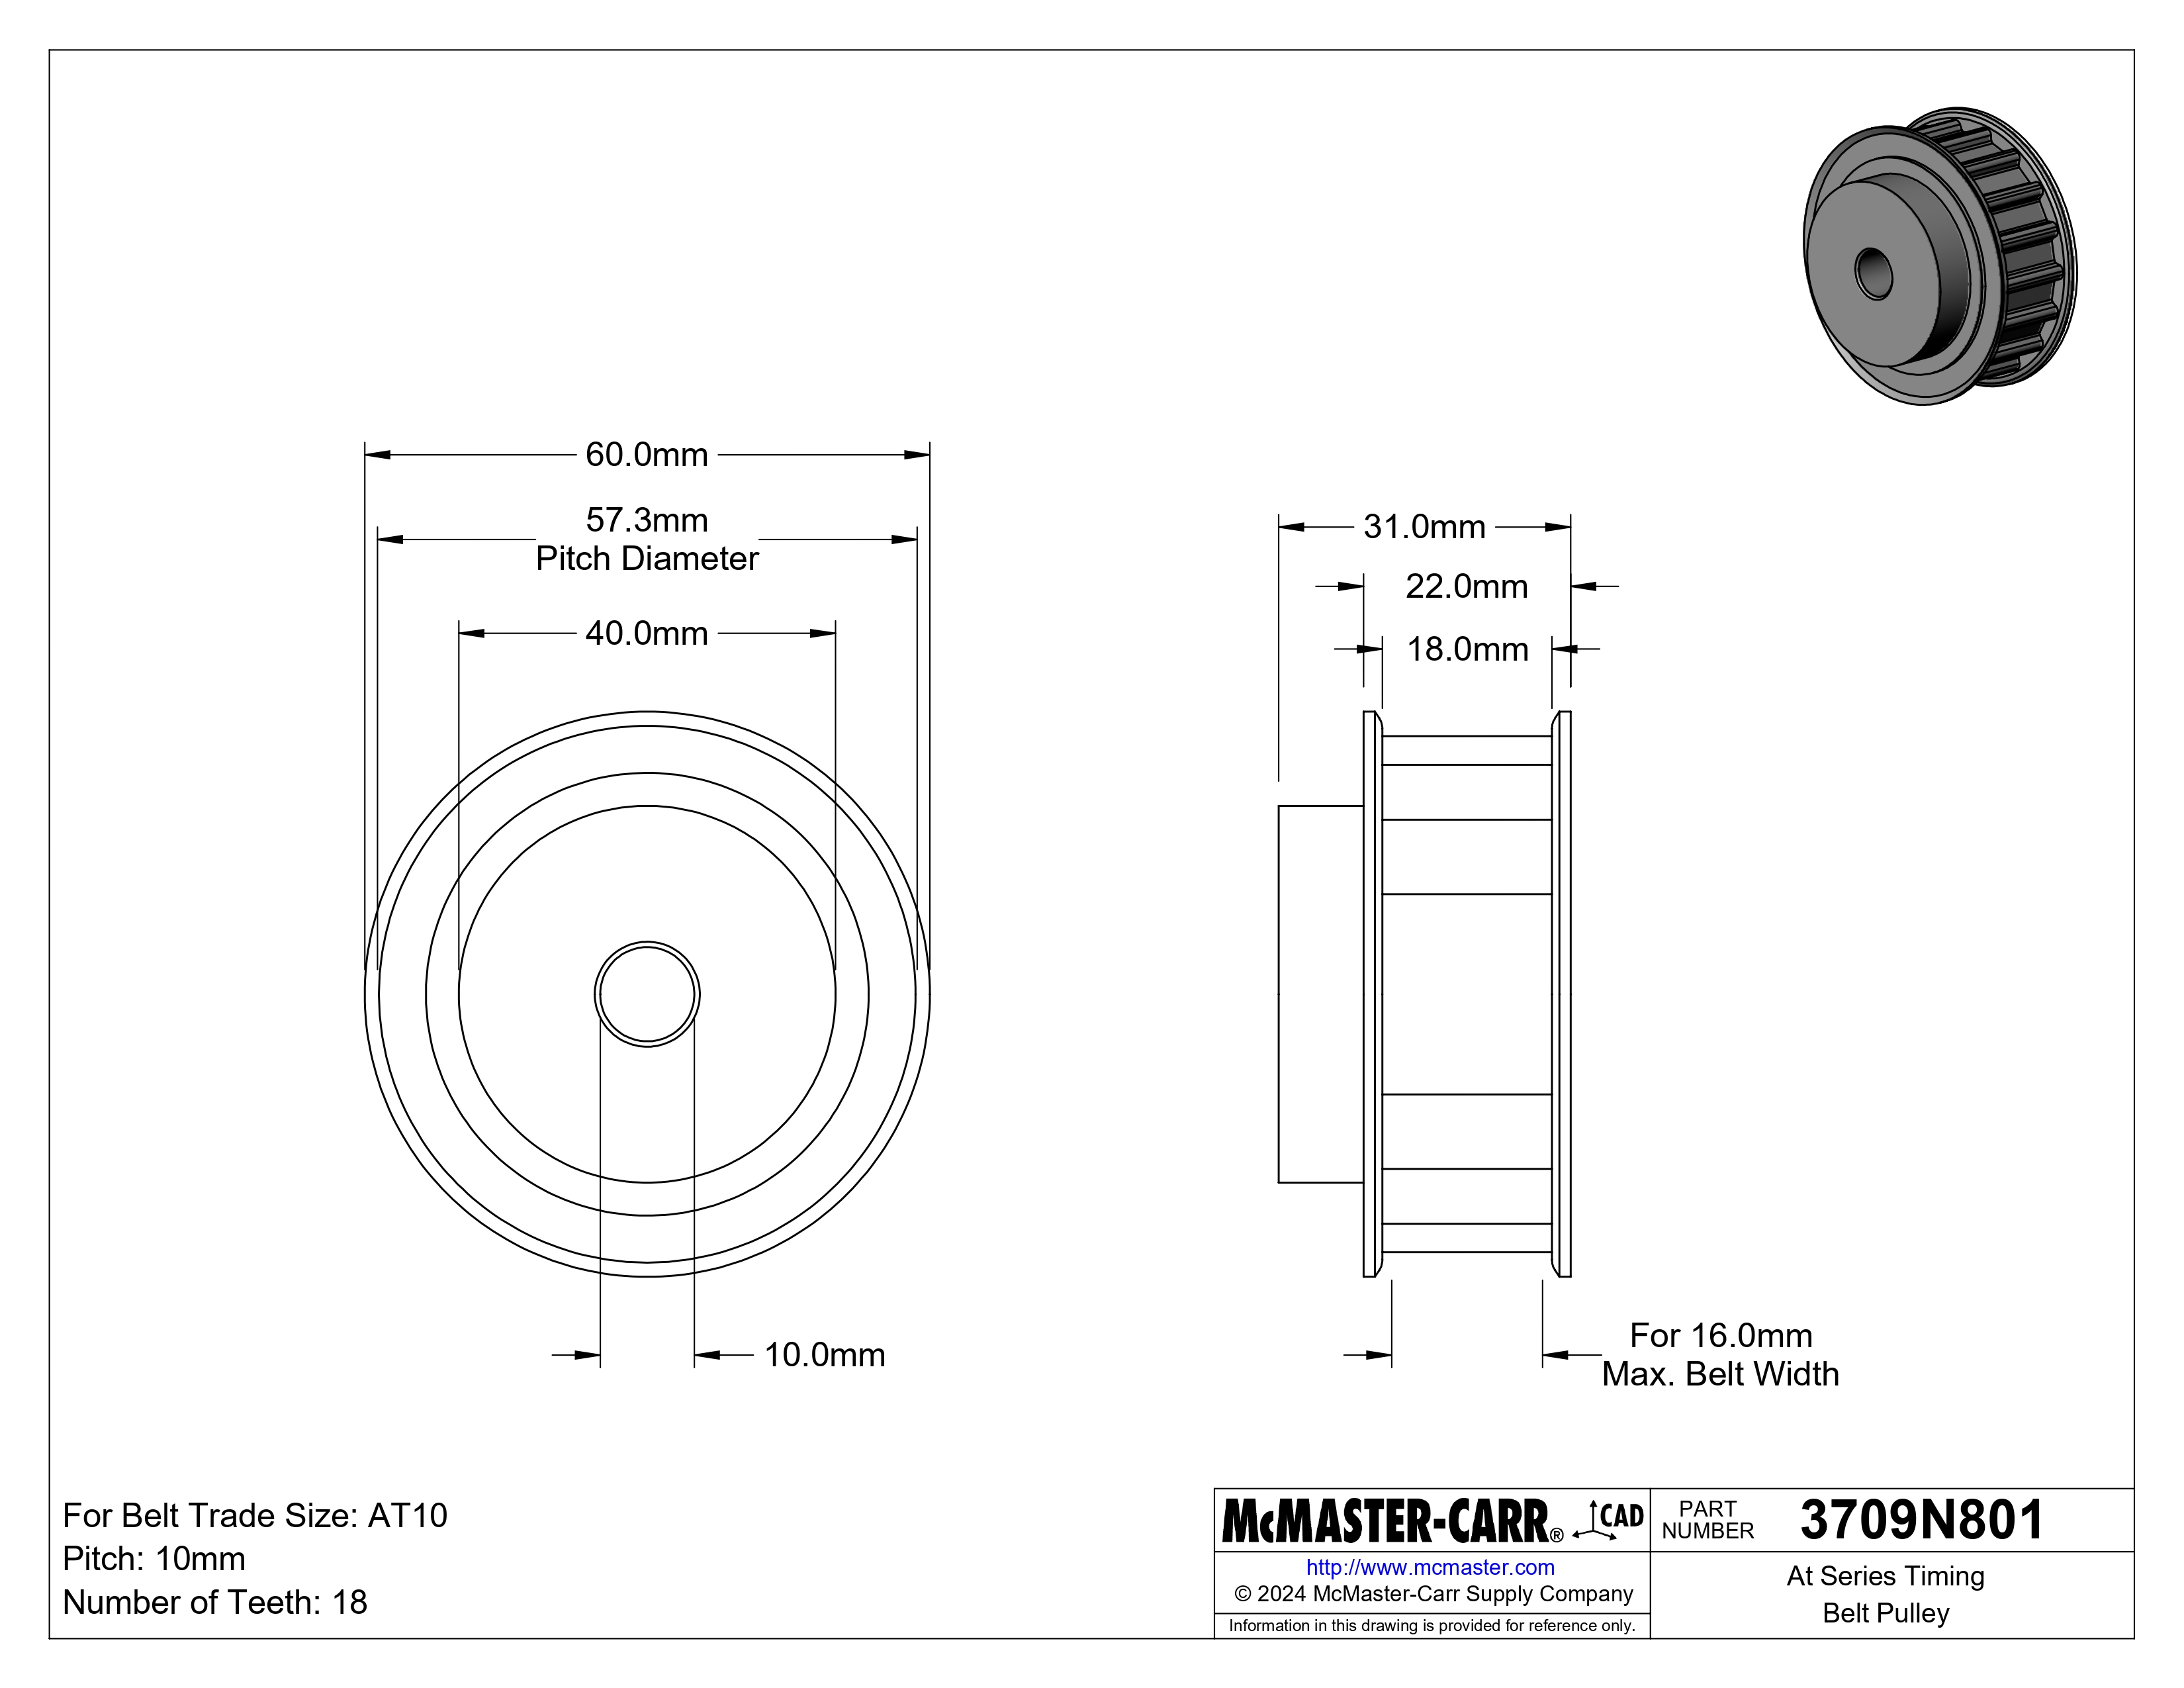 60.0mm
57.3mm
Pitch Diameter
40.0mm
31.0mm
22.0mm
18.0mm
10.0mm
For 16.0mm
Max. Belt Width
For Belt Trade Size: AT10
Pitch: 10mm
Number of Teeth: 18
McMASTER-CARR® CAD
http://www.mcmaster.com
© 2024 McMaster-Carr Supply Company
Information in this drawing is provided for reference only.
PART
NUMBER
3709N801
At Series Timing
Belt Pulley